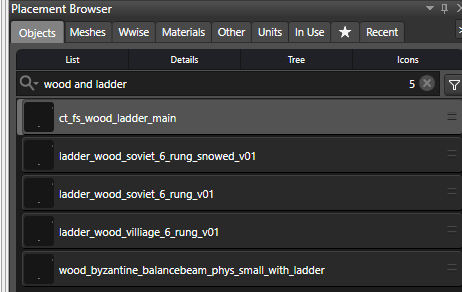 Placement Browser
Objects Meshes Wwise Materials Other Units In Use ★ Recent
List Details Tree Icons
wood and ladder 5
ct_fs_wood_ladder_main
ladder_wood_soviet_6_rung_snowed_v01
ladder_wood_soviet_6_rung_v01
ladder_wood_villiage_6_rung_v01
wood_byzantine_balancebeam_phys_small_with_ladder